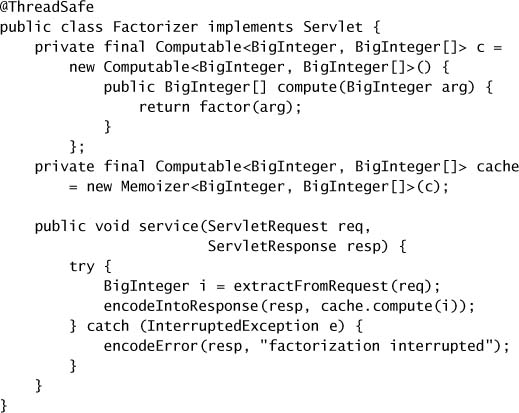 @ThreadSafe
public class Factorizer implements Servlet {
    private final Computable<BigInteger, BigInteger[]> c =
        new Computable<BigInteger, BigInteger[]>() {
            public BigInteger[] compute(BigInteger arg) {
                return factor(arg);
            }
        };
    private final Computable<BigInteger, BigInteger[]> cache
        = new Memoizer<BigInteger, BigInteger[]>(c);

    public void service(ServletRequest req,
                        ServletResponse resp) {
        try {
            BigInteger i = extractFromRequest(req);
            encodeIntoResponse(resp, cache.compute(i));
        } catch (InterruptedException e) {
            encodeError(resp, "factorization interrupted");
        }
    }
}